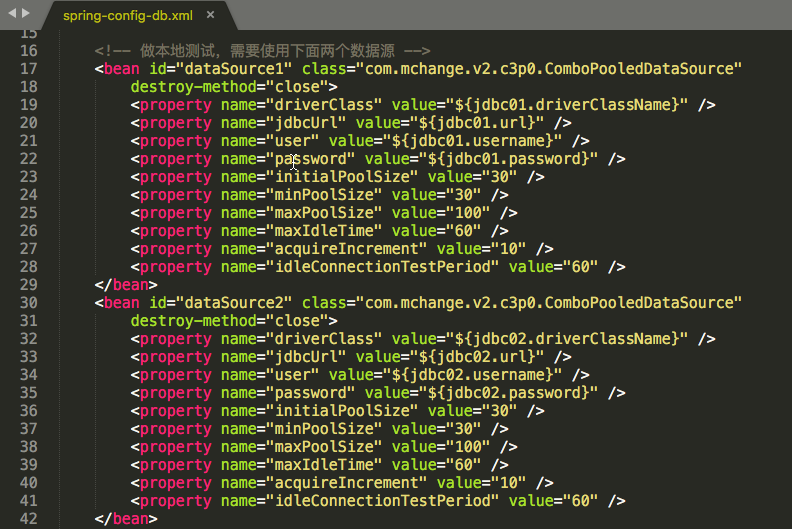 spring-config-db.xml ×
15
16 <!-- 做本地测试，需要使用下面两个数据源 -->
17 <bean id="dataSource1" class="com.mchange.v2.c3p0.ComboPooledDataSource"
18 destroy-method="close">
19 <property name="driverClass" value="${jdbc01.driverClassName}" />
20 <property name="jdbcUrl" value="${jdbc01.url}" />
21 <property name="user" value="${jdbc01.username}" />
22 <property name="password" value="${jdbc01.password}" />
23 <property name="initialPoolSize" value="30" />
24 <property name="minPoolSize" value="30" />
25 <property name="maxPoolSize" value="100" />
26 <property name="maxIdleTime" value="60" />
27 <property name="acquireIncrement" value="10" />
28 <property name="idleConnectionTestPeriod" value="60" />
29 </bean>
30 <bean id="dataSource2" class="com.mchange.v2.c3p0.ComboPooledDataSource"
31 destroy-method="close">
32 <property name="driverClass" value="${jdbc02.driverClassName}" />
33 <property name="jdbcUrl" value="${jdbc02.url}" />
34 <property name="user" value="${jdbc02.username}" />
35 <property name="password" value="${jdbc02.password}" />
36 <property name="initialPoolSize" value="30" />
37 <property name="minPoolSize" value="30" />
38 <property name="maxPoolSize" value="100" />
39 <property name="maxIdleTime" value="60" />
40 <property name="acquireIncrement" value="10" />
41 <property name="idleConnectionTestPeriod" value="60" />
42 </bean>